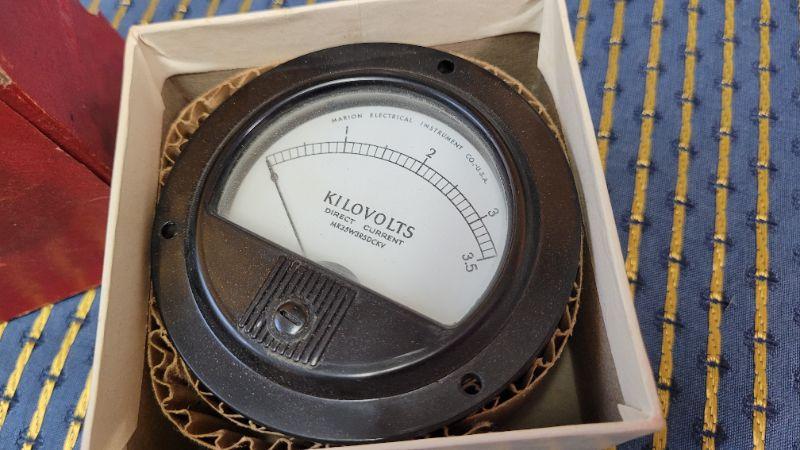 MARION ELECTRICAL INSTRUMENT CO., U.S.A.
1 2 3 3.5
KILOVOLTS
DIRECT CURRENT
MR35W3R5DCKV